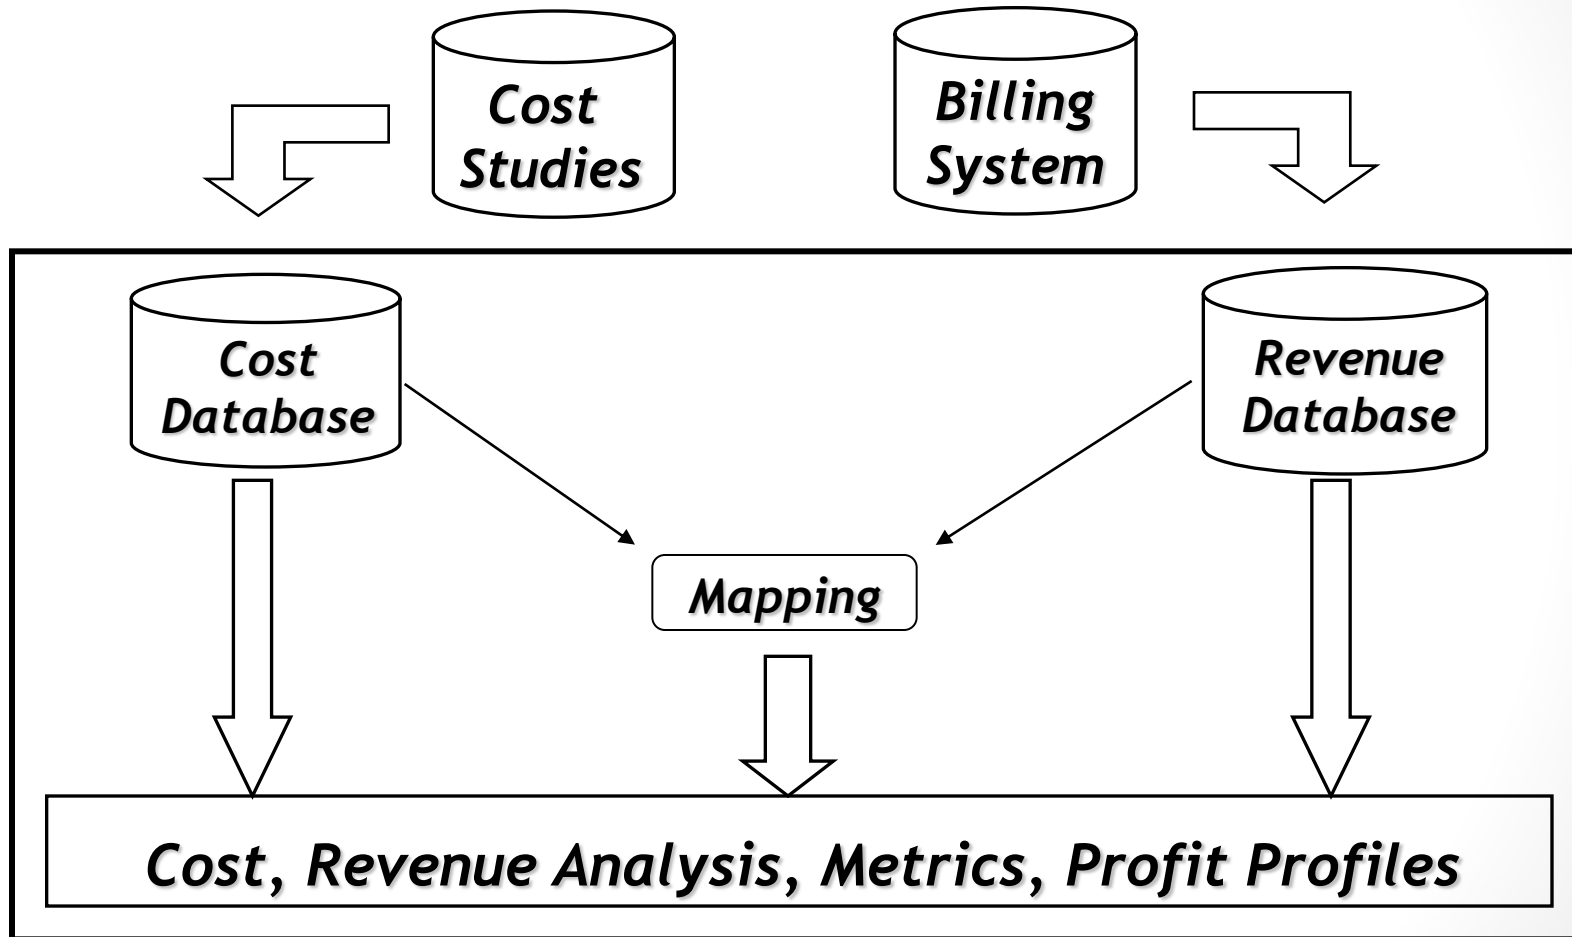 Cost
Studies
Billing
System
Cost
Database
Revenue
Database
Mapping
Cost, Revenue Analysis, Metrics, Profit Profiles